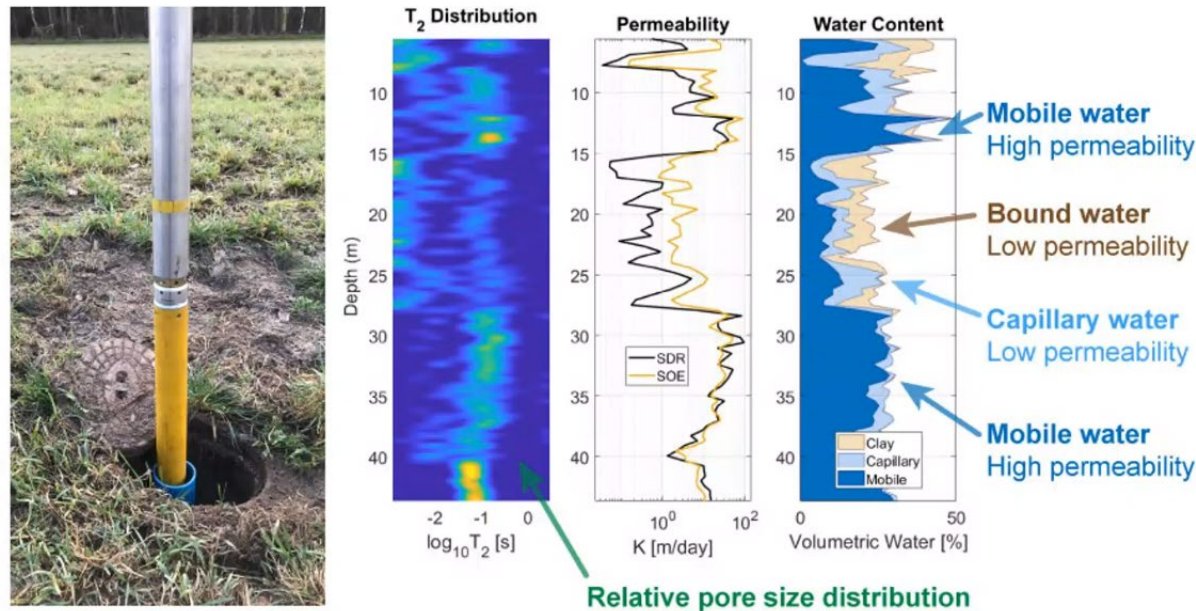 T2 Distribution
Permeability
Water Content
10
15
20
25
30
35
40
Depth (m)
-2
-1
0
log10T2 [s]
10
15
20
25
30
35
40
SDR
SOE
10^0
10^2
K [m/day]
10
15
20
25
30
35
40
Clay
Capillary
Mobile
0
50
Volumetric Water [%]
Mobile water
High permeability
Bound water
Low permeability
Capillary water
Low permeability
Mobile water
High permeability
Relative pore size distribution